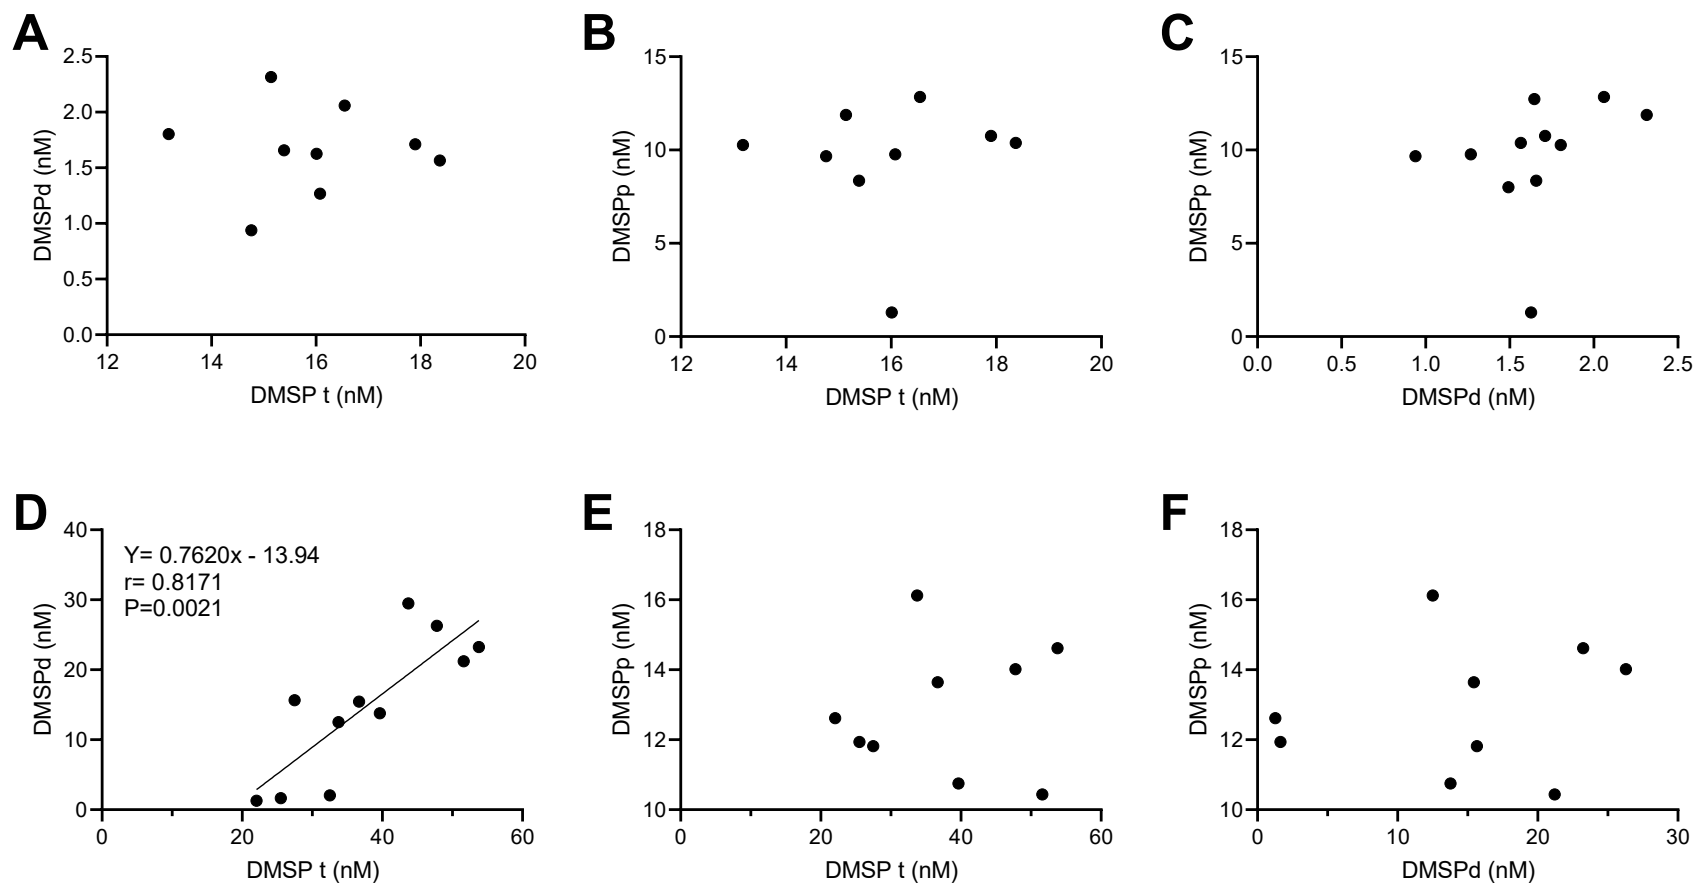 A
B
C
2.5
2.0
1.5
1.0
0.5
0.0
DMSPd (nM)
12
14
16
18
20
DMSP t (nM)
15
10
5
0
DMSPp (nM)
12
14
16
18
20
DMSP t (nM)
15
10
5
0
DMSPp (nM)
0.0
0.5
1.0
1.5
2.0
2.5
DMSPd (nM)
D
E
F
40
30
20
10
0
DMSPd (nM)
Y= 0.7620x - 13.94
r= 0.8171
P=0.0021
0
20
40
60
DMSP t (nM)
18
16
14
12
10
DMSPp (nM)
0
20
40
60
DMSP t (nM)
18
16
14
12
10
DMSPp (nM)
0
10
20
30
DMSPd (nM)